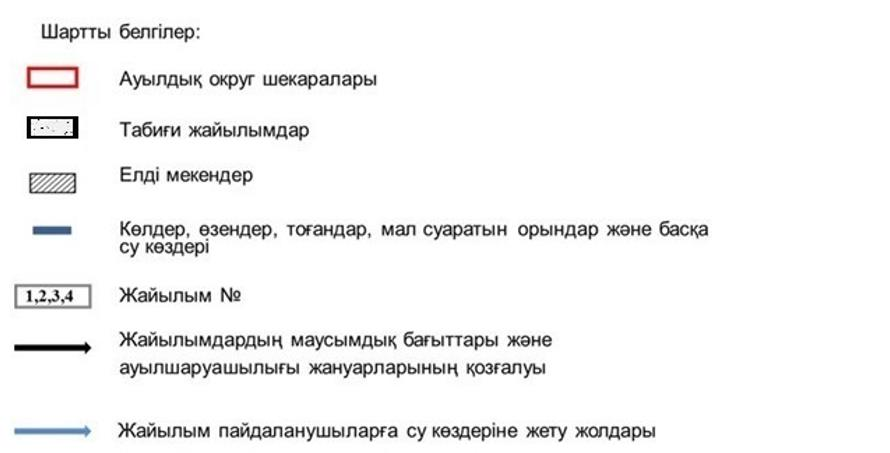 Шартты белгілер:
Ауылдық округ шекаралары
Табиғи жайылымдар
Елді мекендер
Көлдер, өзендер, тоғандар, мал суаратын орындар және басқа
су көздері
1,2,3,4 Жайылым №
Жайылымдардың маусымдық бағыттары және
ауылшаруашылығы жануарларының қозғалуы
Жайылым пайдаланушыларға су көздеріне жету жолдары